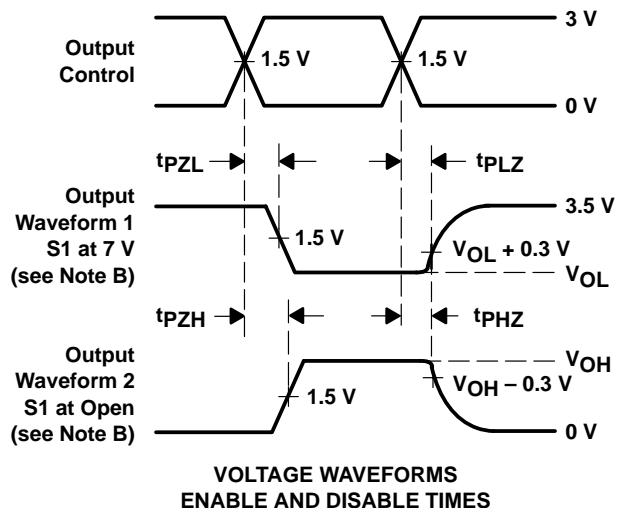 Output
Control
1.5 V
1.5 V
3 V
0 V
tPZL
tPLZ
Output
Waveform 1
S1 at 7 V
(see Note B)
1.5 V
3.5 V
VOL + 0.3 V
VOL
tPZH
tPHZ
Output
Waveform 2
S1 at Open
(see Note B)
1.5 V
VOH
VOH – 0.3 V
0 V
VOLTAGE WAVEFORMS
ENABLE AND DISABLE TIMES